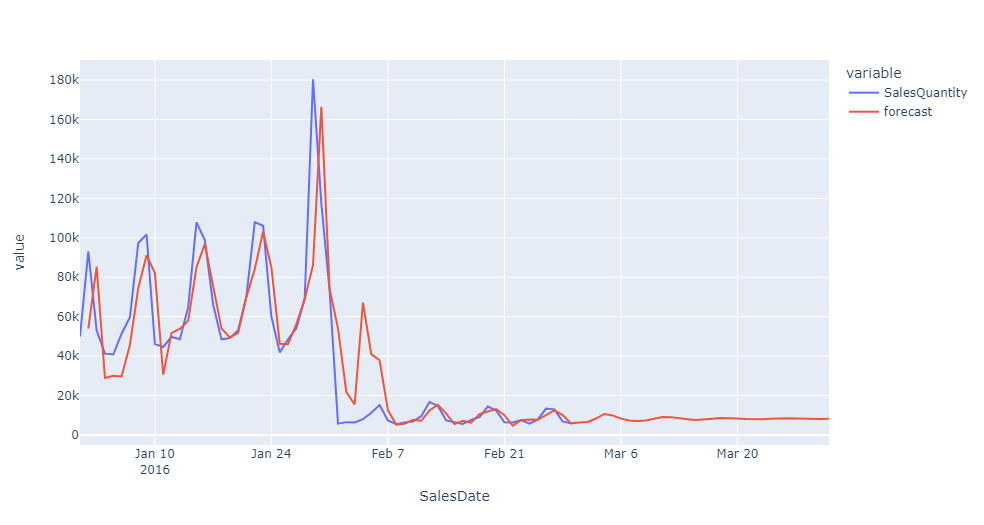 variable
SalesQuantity
forecast
value
180k
160k
140k
120k
100k
80k
60k
40k
20k
0
Jan 10
2016
Jan 24
Feb 7
Feb 21
Mar 6
Mar 20
SalesDate